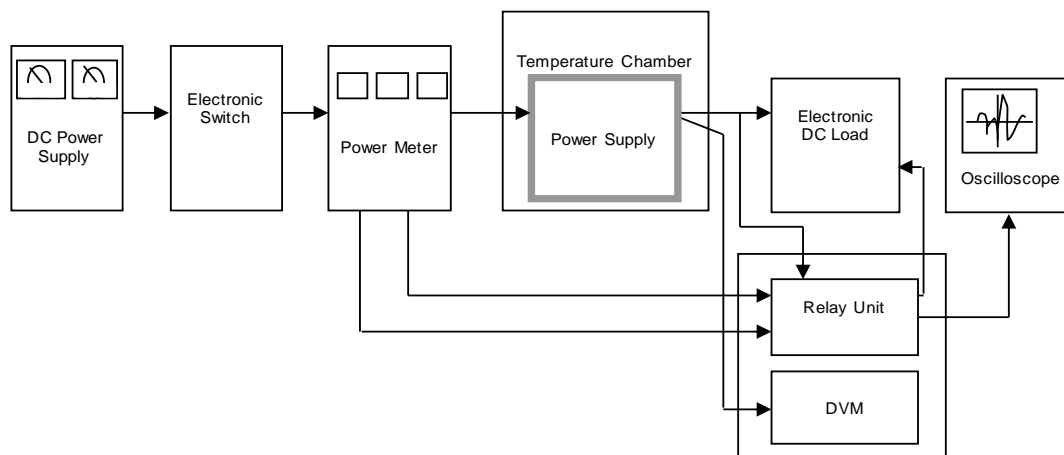 DC Power
Supply
Electronic
Switch
Power Meter
Temperature Chamber
Power Supply
Electronic
DC Load
Oscilloscope
Relay Unit
DVM